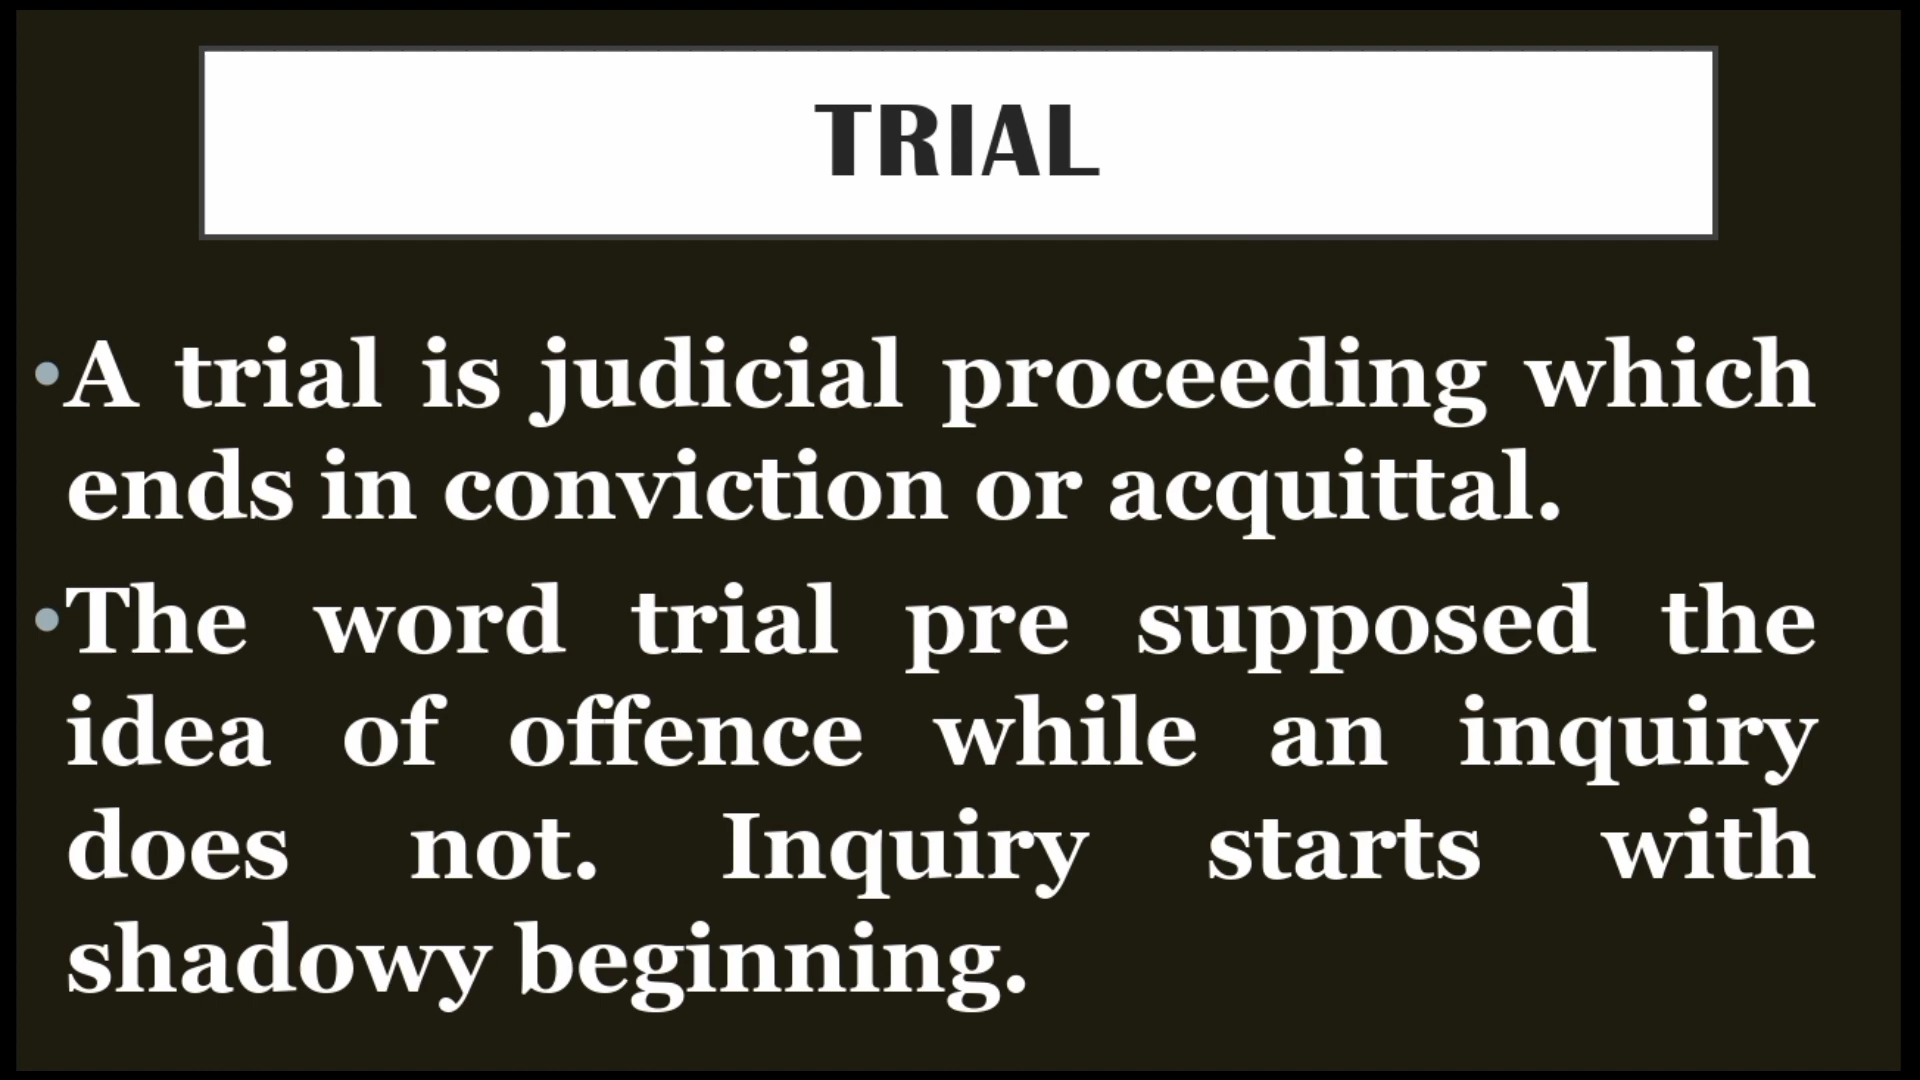 TRIAL
•A trial is judicial proceeding which
ends in conviction or acquittal.
•The word trial pre supposed the
idea of offence while an inquiry
does not. Inquiry starts with
shadowy beginning.